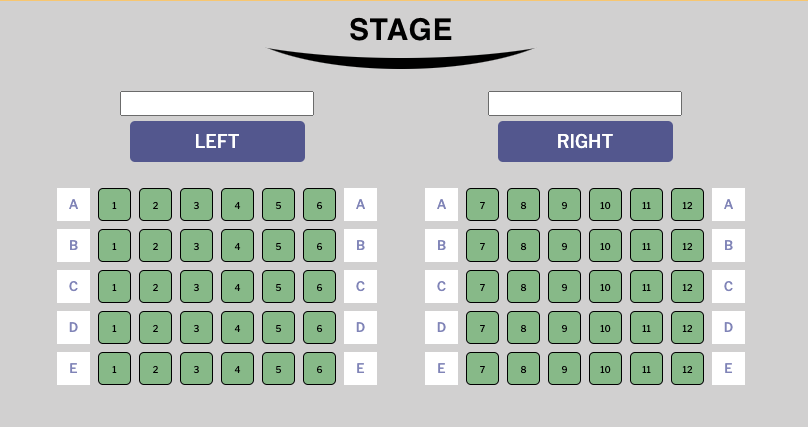 STAGE
LEFT RIGHT
A 1 2 3 4 5 6 A A 7 8 9 10 11 12 A
B 1 2 3 4 5 6 B B 7 8 9 10 11 12 B
C 1 2 3 4 5 6 C C 7 8 9 10 11 12 C
D 1 2 3 4 5 6 D D 7 8 9 10 11 12 D
E 1 2 3 4 5 6 E E 7 8 9 10 11 12 E